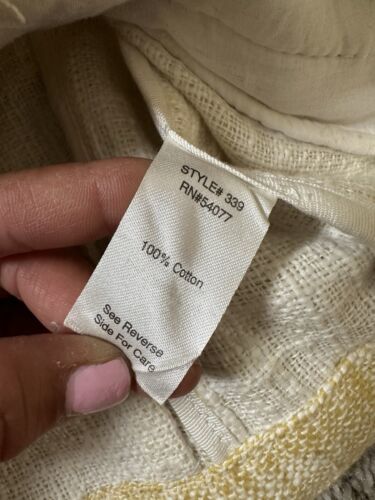 STYLE# 339
RN#54077
100% Cotton
See Reverse
Side For Care